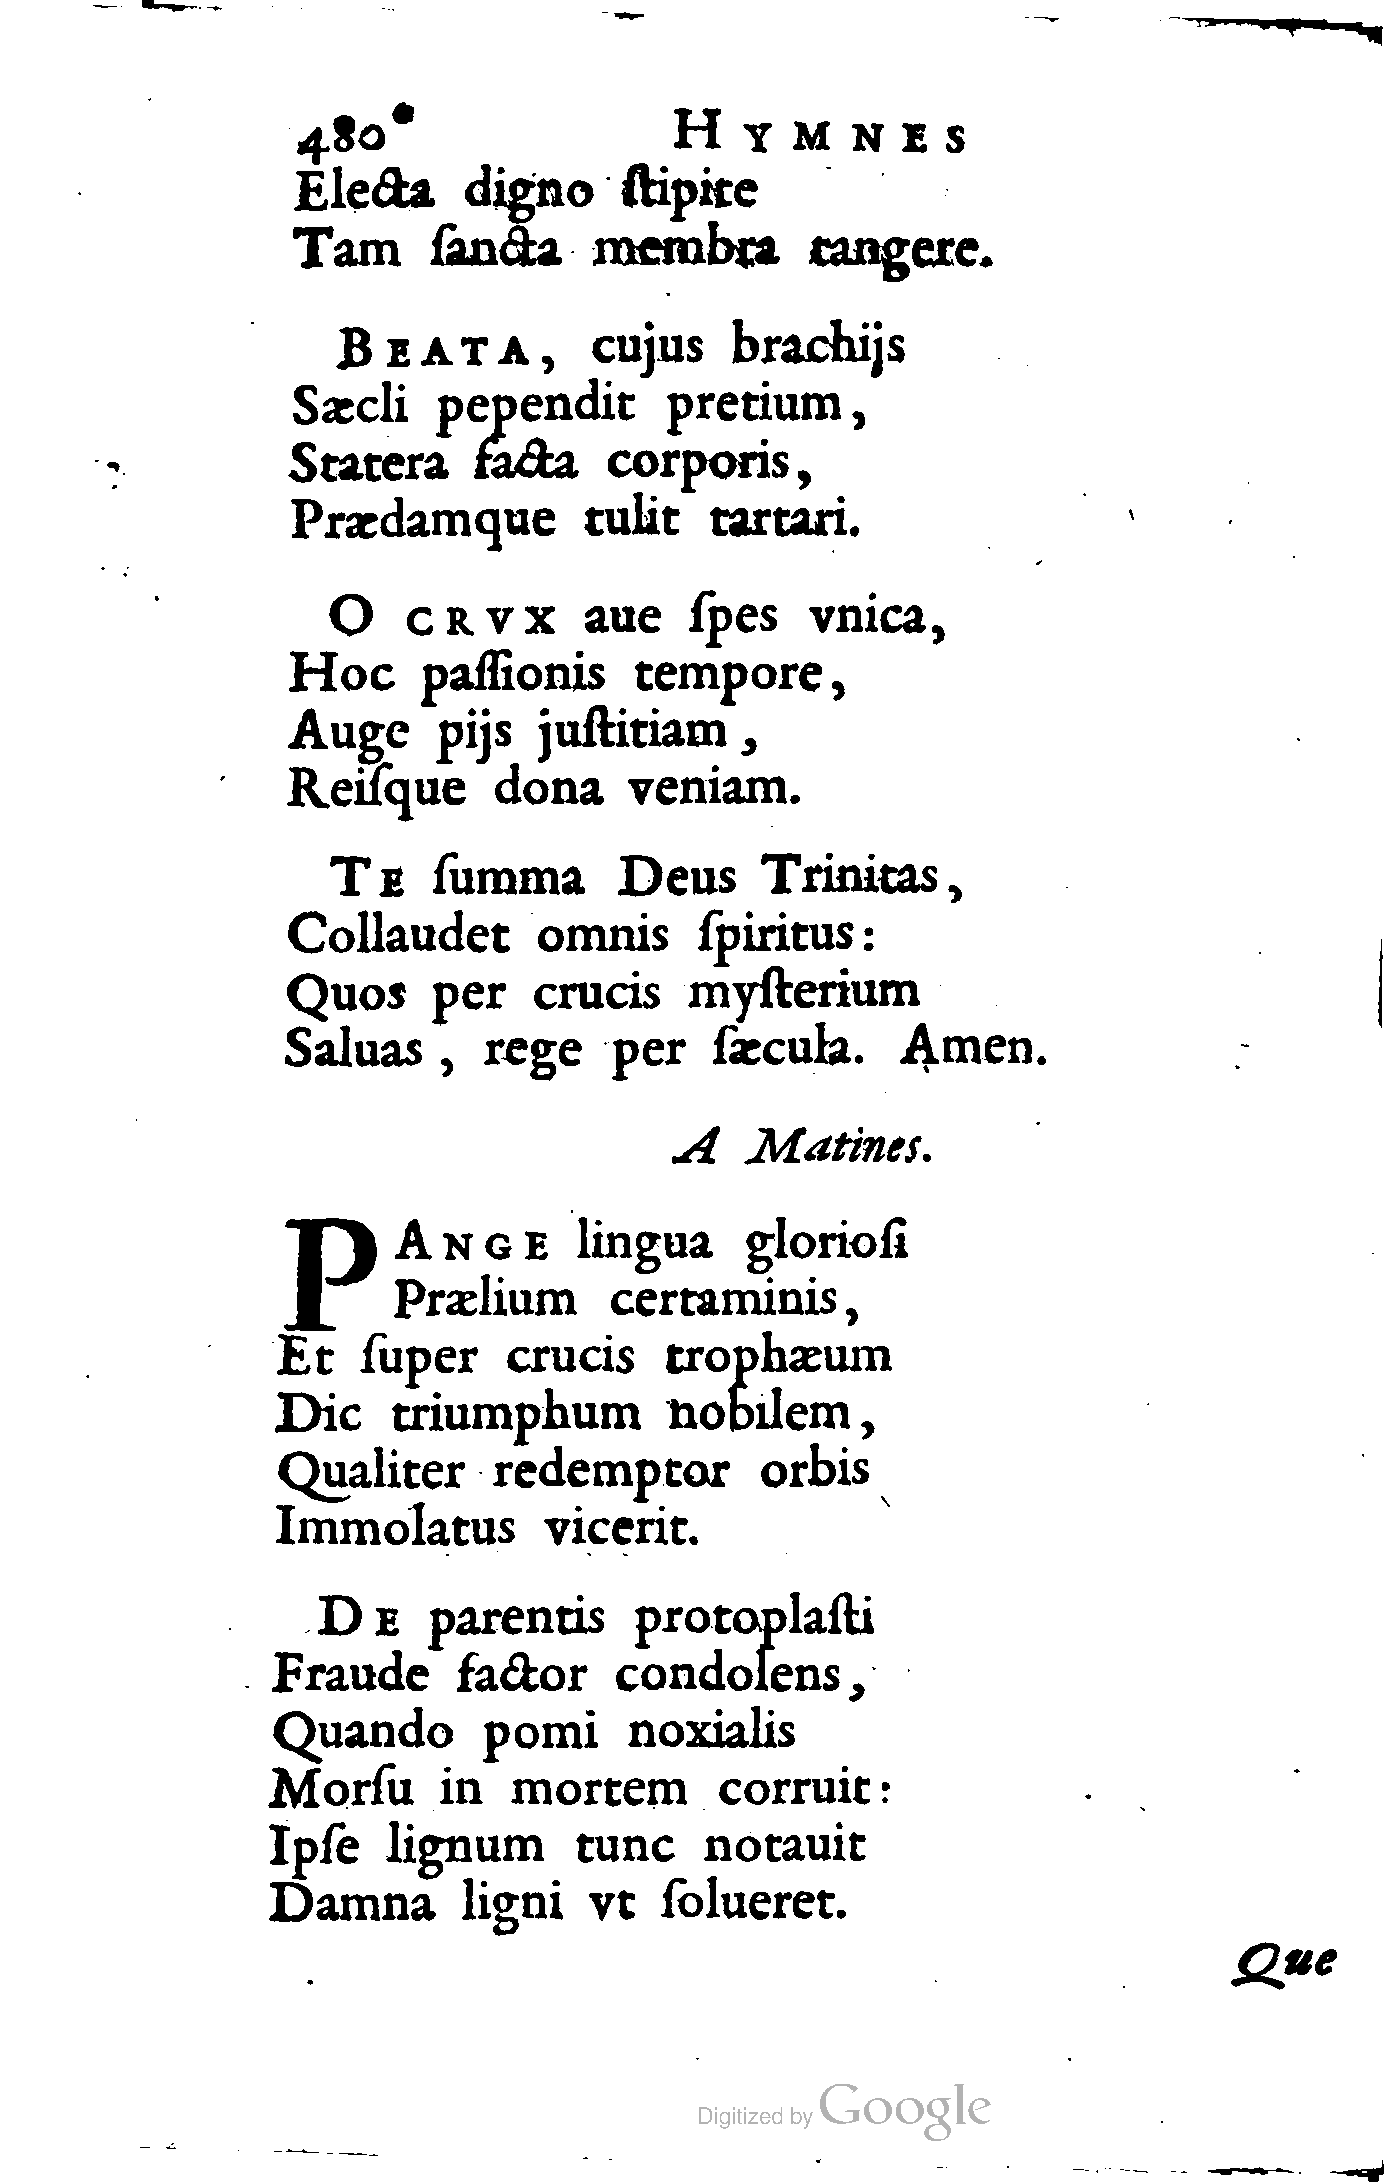 480 HYMNES
Electa digno ſtipite
Tam ſancta membra tangere.
BEATA, cujus brachijs
Sæcli pependit pretium,
Statera facta corporis,
Prædamque tulit tartari.
O CRVX aue ſpes vnica,
Hoc paſſionis tempore,
Auge pijs juſtitiam,
Reiſque dona veniam.
TE ſumma Deus Trinitas,
Collaudet omnis ſpiritus:
Quos per crucis myſterium
Saluas, rege per ſæcula. Amen.
A Matines.
PANGE lingua glorioſi
Prælium certaminis,
Et ſuper crucis trophæum
Dic triumphum nobilem,
Qualiter redemptor orbis
Immolatus vicerit.
DE parentis protoplaſti
Fraude factor condolens,
Quando pomi noxialis
Morſu in mortem corruit:
Ipſe lignum tunc notauit
Damna ligni vt ſolueret.
Que
Digitized by Google